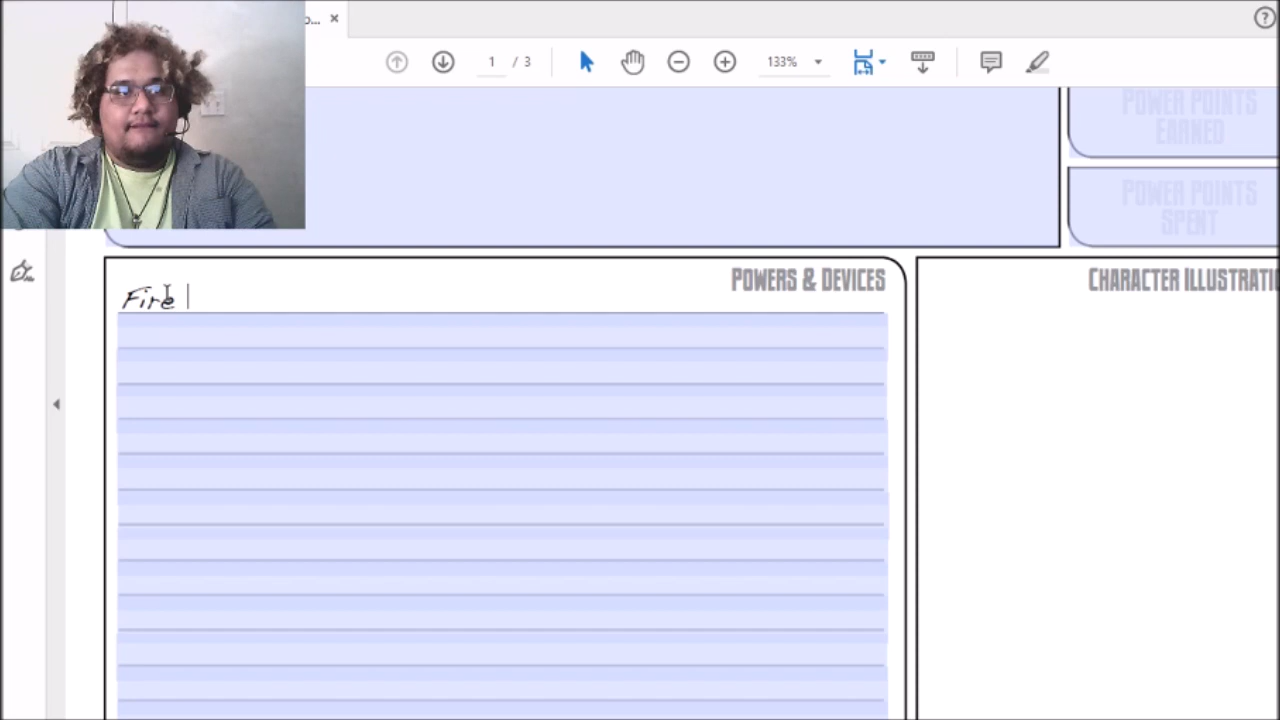 o...
1 / 3
133%
POWER POINTS
EARNED
POWER POINTS
SPENT
POWERS & DEVICES
CHARACTER ILLUSTRATI
Fire